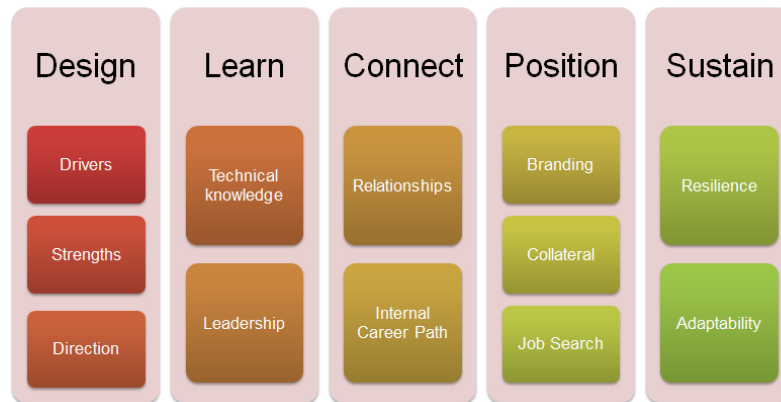 Design
Drivers
Strengths
Direction
Learn
Technical
knowledge
Leadership
Connect
Relationships
Internal
Career Path
Position
Branding
Collateral
Job Search
Sustain
Resilience
Adaptability